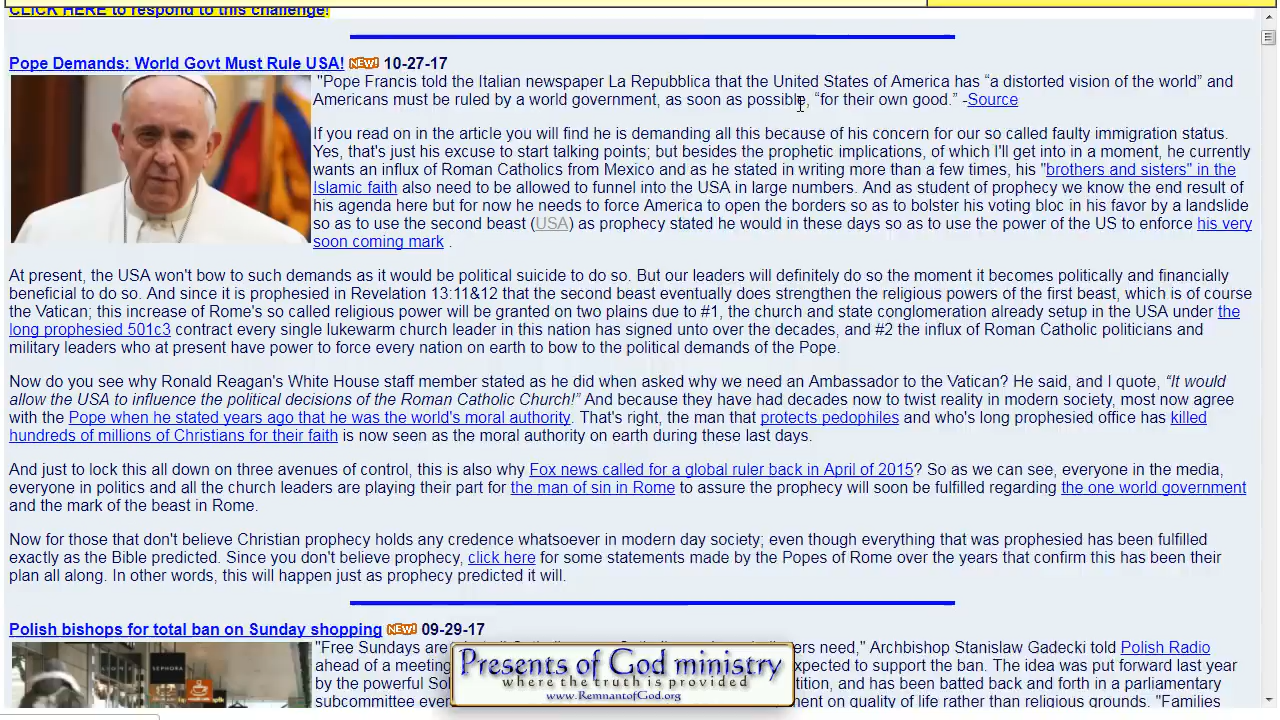 CLICK HERE to respond to this challenge!
Pope Demands: World Govt Must Rule USA! NEW! 10-27-17
"Pope Francis told the Italian newspaper La Repubblica that the United States of America has “a distorted vision of the world” and
Americans must be ruled by a world government, as soon as possible, “for their own good.” -Source
If you read on in the article you will find he is demanding all this because of his concern for our so called faulty immigration status.
Yes, that's just his excuse to start talking points; but besides the prophetic implications, of which I'll get into in a moment, he currently
wants an influx of Roman Catholics from Mexico and as he stated in writing more than a few times, his "brothers and sisters" in the
Islamic faith also need to be allowed to funnel into the USA in large numbers. And as student of prophecy we know the end result of
his agenda here but for now he needs to force America to open the borders so as to bolster his voting bloc in his favor by a landslide
so as to use the second beast (USA) as prophecy stated he would in these days so as to use the power of the US to enforce his very
soon coming mark .
At present, the USA won't bow to such demands as it would be political suicide to do so. But our leaders will definitely do so the moment it becomes politically and financially
beneficial to do so. And since it is prophesied in Revelation 13:11&12 that the second beast eventually does strengthen the religious powers of the first beast, which is of course
the Vatican; this increase of Rome's so called religious power will be granted on two plains due to #1, the church and state conglomeration already setup in the USA under the
long prophesied 501c3 contract every single lukewarm church leader in this nation has signed unto over the decades, and #2 the influx of Roman Catholic politicians and
military leaders who at present have power to force every nation on earth to bow to the political demands of the Pope.
Now do you see why Ronald Reagan's White House staff member stated as he did when asked why we need an Ambassador to the Vatican? He said, and I quote, “It would
allow the USA to influence the political decisions of the Roman Catholic Church!” And because they have had decades now to twist reality in modern society, most now agree
with the Pope when he stated years ago that he was the world's moral authority. That's right, the man that protects pedophiles and who's long prophesied office has killed
hundreds of millions of Christians for their faith is now seen as the moral authority on earth during these last days.
And just to lock this all down on three avenues of control, this is also why Fox news called for a global ruler back in April of 2015? So as we can see, everyone in the media,
everyone in politics and all the church leaders are playing their part for the man of sin in Rome to assure the prophecy will soon be fulfilled regarding the one world government
and the mark of the beast in Rome.
Now for those that don't believe Christian prophecy holds any credence whatsoever in modern day society; even though everything that was prophesied has been fulfilled
exactly as the Bible predicted. Since you don't believe prophecy, click here for some statements made by the Popes of Rome over the years that confirm this has been their
plan all along. In other words, this will happen just as prophecy predicted it will.
Polish bishops for total ban on Sunday shopping NEW! 09-29-17
"Free Sundays are ers need," Archbishop Stanislaw Gadecki told Polish Radio
ahead of a meeting cted to support the ban. The idea was put forward last year
by the powerful So tition, and has been batted back and forth in a parliamentary
subcommittee ever nt on quality of life rather than religious grounds. "Families
SEPHORA
Presents of God ministry
where the truth is provided
www.RemnantofGod.org